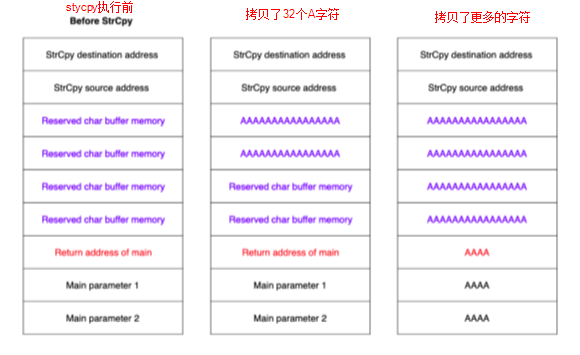 stycpy执行前
Before StrCpy
StrCpy destination address
StrCpy source address
Reserved char buffer memory
Reserved char buffer memory
Reserved char buffer memory
Reserved char buffer memory
Return address of main
Main parameter 1
Main parameter 2
拷贝了32个A字符
StrCpy destination address
StrCpy source address
AAAAAAAAAAAAAAAA
AAAAAAAAAAAAAAAA
Reserved char buffer memory
Reserved char buffer memory
Return address of main
Main parameter 1
Main parameter 2
拷贝了更多的字符
StrCpy destination address
StrCpy source address
AAAAAAAAAAAAAAAA
AAAAAAAAAAAAAAAA
AAAAAAAAAAAAAAAA
AAAAAAAAAAAAAAAA
AAAA
AAAA
AAAA